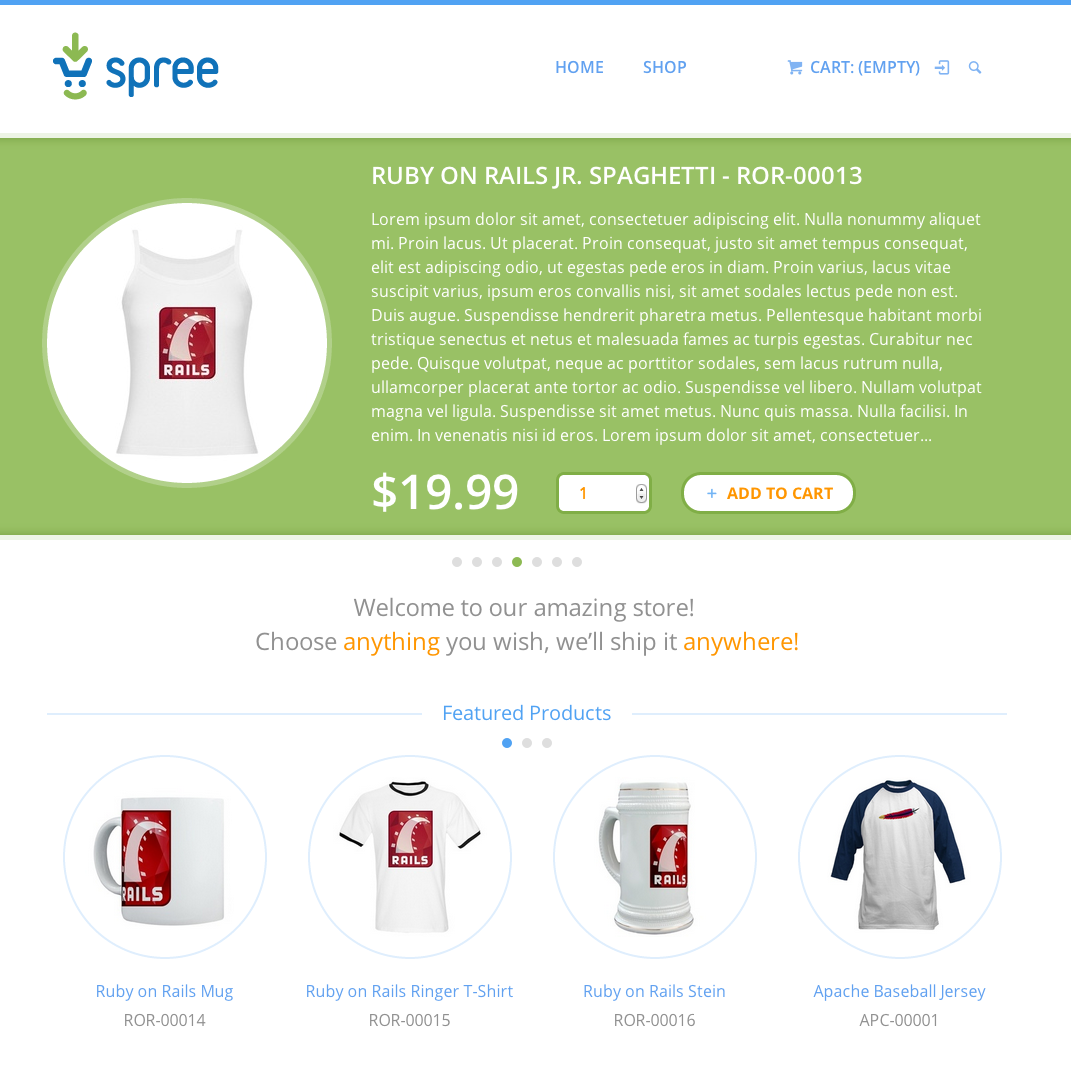 spree
HOME
SHOP
CART: (EMPTY)
RUBY ON RAILS JR. SPAGHETTI - ROR-00013
Lorem ipsum dolor sit amet, consectetuer adipiscing elit. Nulla nonummy aliquet
mi. Proin lacus. Ut placerat. Proin consequat, justo sit amet tempus consequat,
elit est adipiscing odio, ut egestas pede eros in diam. Proin varius, lacus vitae
suscipit varius, ipsum eros convallis nisi, sit amet sodales lectus pede non est.
Duis augue. Suspendisse hendrerit pharetra metus. Pellentesque habitant morbi
tristique senectus et netus et malesuada fames ac turpis egestas. Curabitur nec
pede. Quisque volutpat, neque ac porttitor sodales, sem lacus rutrum nulla,
ullamcorper placerat ante tortor ac odio. Suspendisse vel libero. Nullam volutpat
magna vel ligula. Suspendisse sit amet metus. Nunc quis massa. Nulla facilisi. In
enim. In venenatis nisi id eros. Lorem ipsum dolor sit amet, consectetuer...
RAILS
$19.99
1
+ ADD TO CART
Welcome to our amazing store!
Choose anything you wish, we’ll ship it anywhere!
Featured Products
RAILS
RAILS
RAILS
Ruby on Rails Mug
ROR-00014
Ruby on Rails Ringer T-Shirt
ROR-00015
Ruby on Rails Stein
ROR-00016
Apache Baseball Jersey
APC-00001